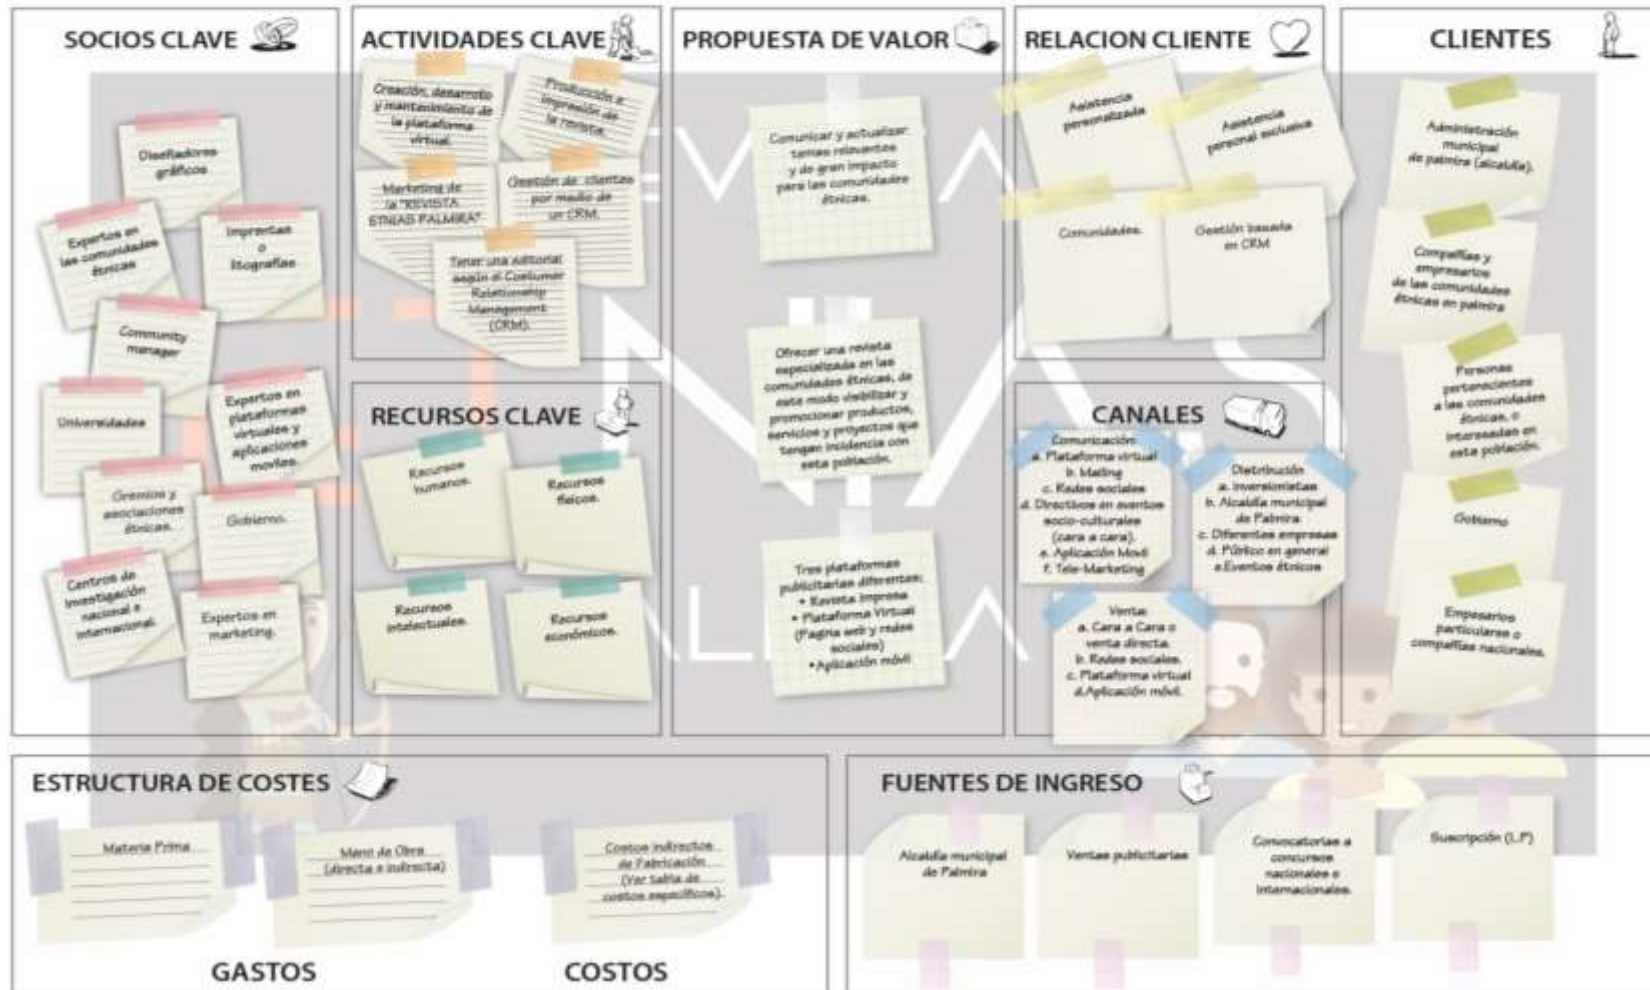 SOCIOS CLAVE
Diseñadores
gráficos
Expertos en
las comunidades
étnicas
Imprentas
o
litografías
Community
manager
Universidades
Expertos en
plataformas
virtuales y
aplicaciones
moviles.
Gremios y
asociaciones
étnicas.
Gobierno.
Centros de
investigación
nacional e
internacional.
Expertos en
marketing.
ACTIVIDADES CLAVE
Creación, desarrollo
y mantenimiento de
la plataforma
virtual.
Producción e
impresión de
la revista.
Marketing de
la "REVISTA
ETNIAS PALMIRA"
Gestión de clientes
por medio de
un CRM.
Tener una editorial
según el Costumer
Relationship
Management
(CRM).
RECURSOS CLAVE
Recursos
humanos.
Recursos
físicos.
Recursos
intelectuales.
Recursos
económicos.
PROPUESTA DE VALOR
Comunicar y actualizar
temas relevantes
y de gran impacto
para las comunidades
étnicas.
Ofrecer una revista
especializada en las
comunidades étnicas, de
este modo visibilizar y
promocionar productos,
servicios y proyectos que
tengan incidencia con
esta población.
Tres plataformas
publicitarias diferentes:
• Revista Impresa
• Plataforma Virtual
(Pagina web y redes
sociales)
•Aplicación móvil
RELACION CLIENTE
Asistencia
personalizada
Asistencia
personal exclusiva
Comunidades.
Gestión basada
en CRM
CANALES
Comunicación:
a. Plataforma virtual
b. Mailing
c. Redes sociales
d. Directivos en eventos
socio-culturales
(cara a cara).
e. Aplicación Movil
f. Tele-Marketing
Distribución
a. Inversionistas
b. Alcaldía municipal
de Palmira
c. Diferentes empresas
d. Público en general
e.Eventos étnicos
Venta:
a. Cara a Cara o
venta directa.
b. Redes sociales.
c. Plataforma virtual
d.Aplicación móvil.
CLIENTES
Administración
municipal
de palmira (alcaldía).
Compañías y
empresarios
de las comunidades
étnicas en palmira
Personas
pertenecientes
a las comunidades
étnicas, o
interesadas en
esta población.
Gobierno
Empresarios
particulares o
compañías nacionales.
ESTRUCTURA DE COSTES
Materia Prima
Mano de Obra
(directa e indirecta)
Costos indirectos
de Fabricación
(Ver tabla de
costos específicos).
GASTOS
COSTOS
FUENTES DE INGRESO
Alcaldía municipal
de Palmira
Ventas publicitarias
Convocatorias a
concursos
nacionales e
internacionales.
Suscripción (L.P)